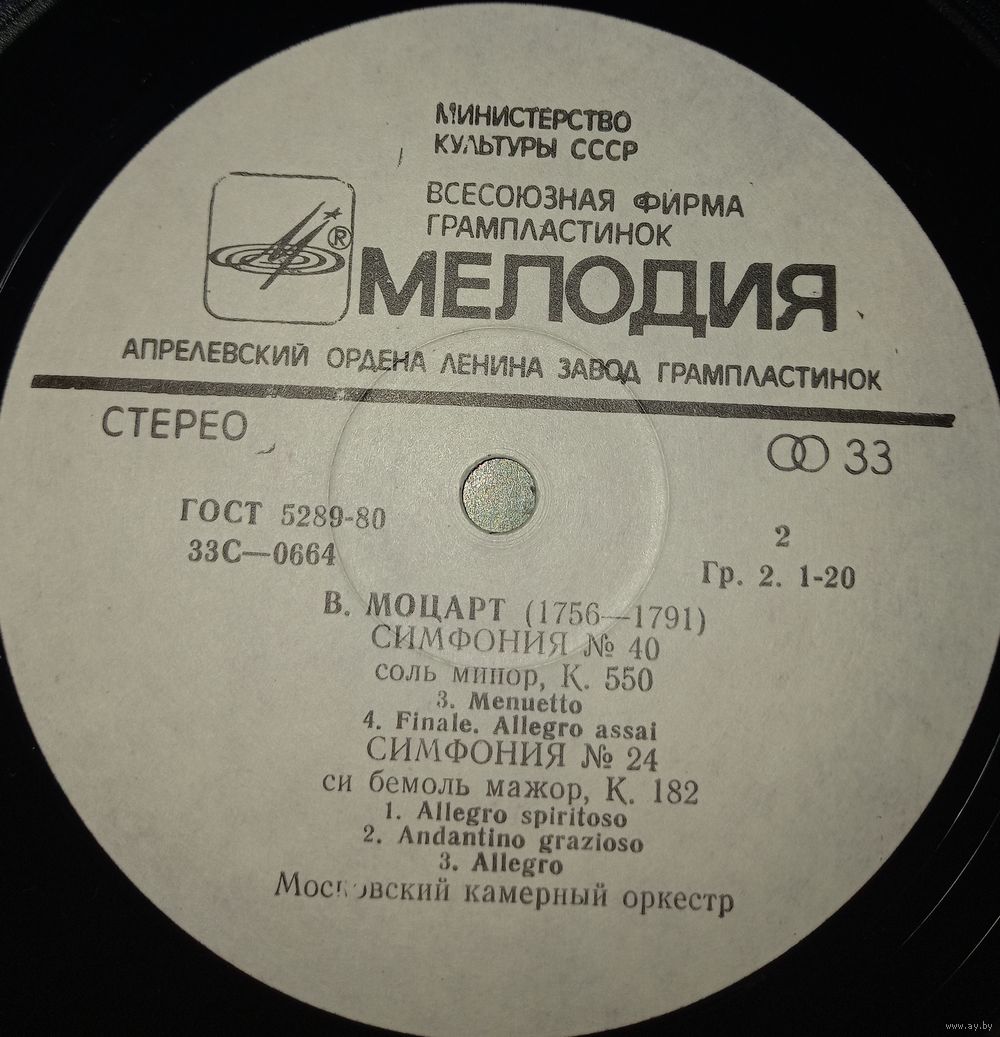 МИНИСТЕРСТВО
КУЛЬТУРЫ СССР
ВСЕСОЮЗНАЯ ФИРМА
ГРАМПЛАСТИНОК
®
МЕЛОДИЯ
АПРЕЛЕВСКИЙ ОРДЕНА ЛЕНИНА ЗАВОД ГРАМПЛАСТИНОК
СТЕРЕО
33
ГОСТ 5289-80
33С—0664
2
Гр. 2. 1-20
В. МОЦАРТ (1756—1791)
СИМФОНИЯ № 40
соль минор, К. 550
3. Menuetto
4. Finale. Allegro assai
СИМФОНИЯ № 24
си бемоль мажор, К. 182
1. Allegro spiritoso
2. Andantino grazioso
3. Allegro
Московский камерный оркестр
www.ay.by